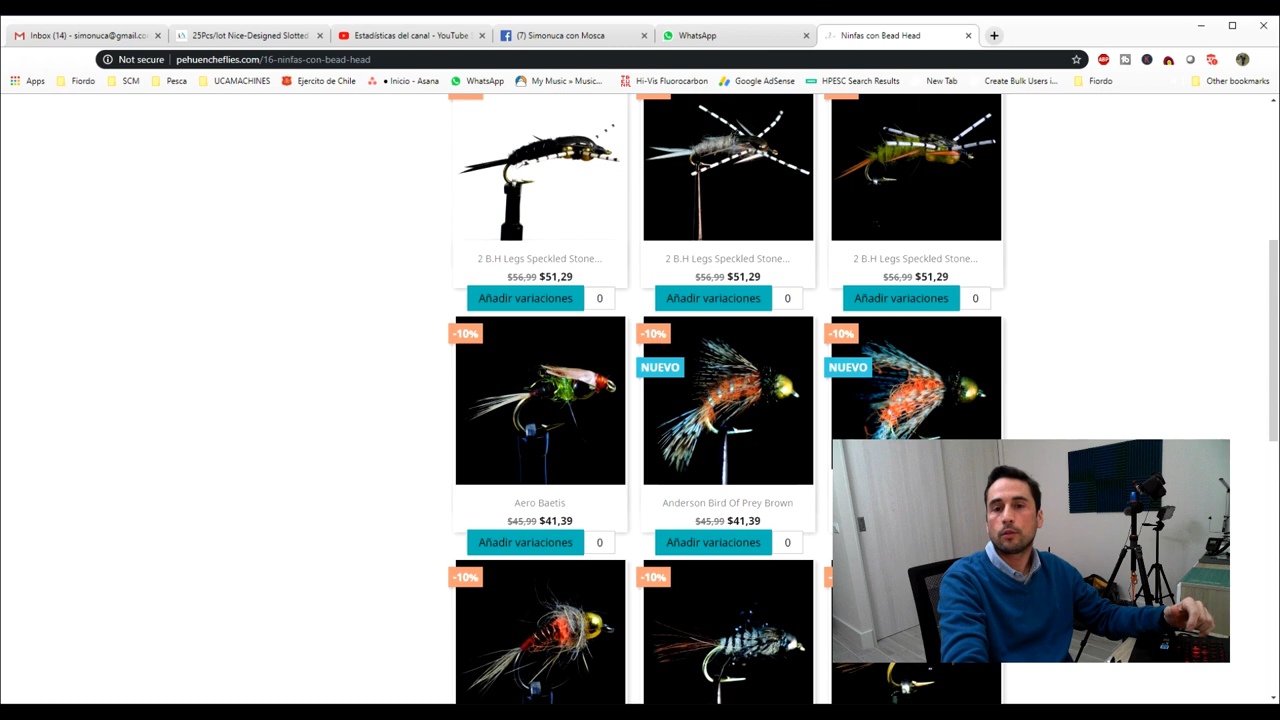 Inbox (14) - simonuca@gmail.co
25Pcs/lot Nice-Designed Slotted
Estadísticas del canal - YouTube
(7) Simonuca con Mosca
WhatsApp
Ninfas con Bead Head
Not secure | pehuencheflies.com/16-ninfas-con-bead-head
Apps
Fiordo
SCM
Pesca
UCAMACHINES
Ejercito de Chile
● Inicio - Asana
WhatsApp
My Music » Music...
Hi-Vis Fluorocarbon
Google AdSense
HPESC Search Results
New Tab
Create Bulk Users i...
Fiordo
Other bookmarks
2 B.H Legs Speckled Stone...
$56,99 $51,29
Añadir variaciones 0
2 B.H Legs Speckled Stone...
$56,99 $51,29
Añadir variaciones 0
2 B.H Legs Speckled Stone...
$56,99 $51,29
Añadir variaciones 0
-10%
Aero Baetis
$45,99 $41,39
Añadir variaciones 0
-10%
NUEVO
Anderson Bird Of Prey Brown
$45,99 $41,39
Añadir variaciones 0
-10%
NUEVO
-10%
-10%